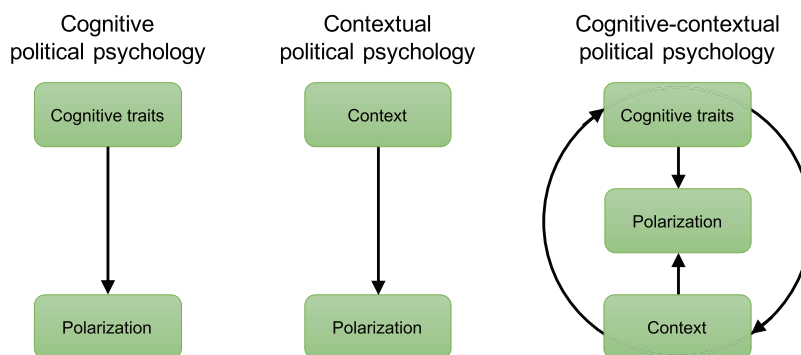 Cognitive
political psychology
Cognitive traits
Polarization
Contextual
political psychology
Context
Polarization
Cognitive-contextual
political psychology
Cognitive traits
Polarization
Context